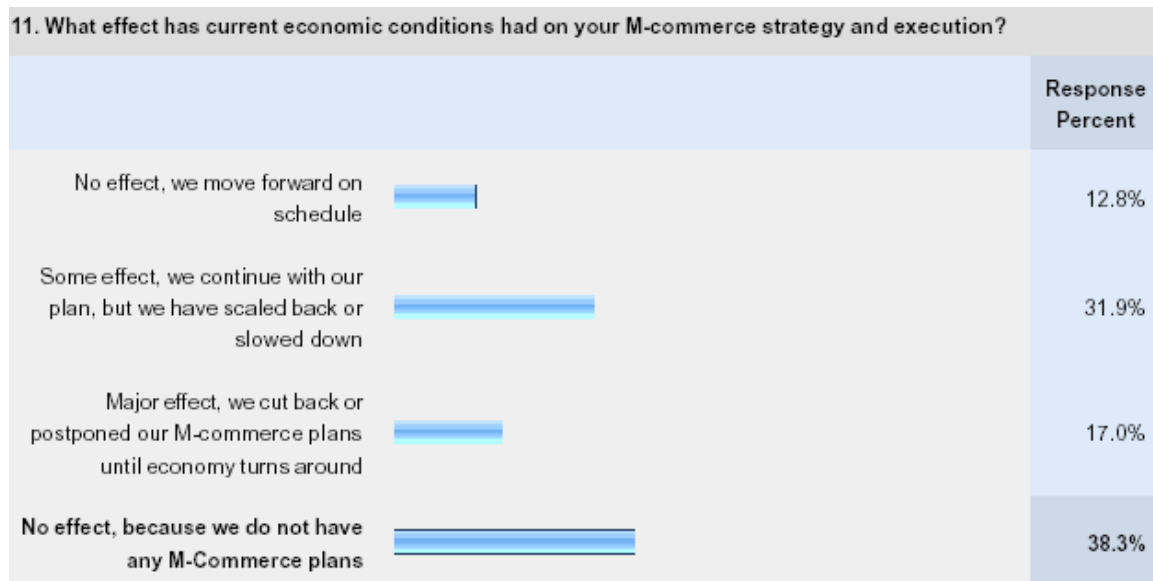 11. What effect has current economic conditions had on your M-commerce strategy and execution?
Response
Percent
No effect, we move forward on
schedule
12.8%
Some effect, we continue with our
plan, but we have scaled back or
slowed down
31.9%
Major effect, we cut back or
postponed our M-commerce plans
until economy turns around
17.0%
No effect, because we do not have
any M-Commerce plans
38.3%